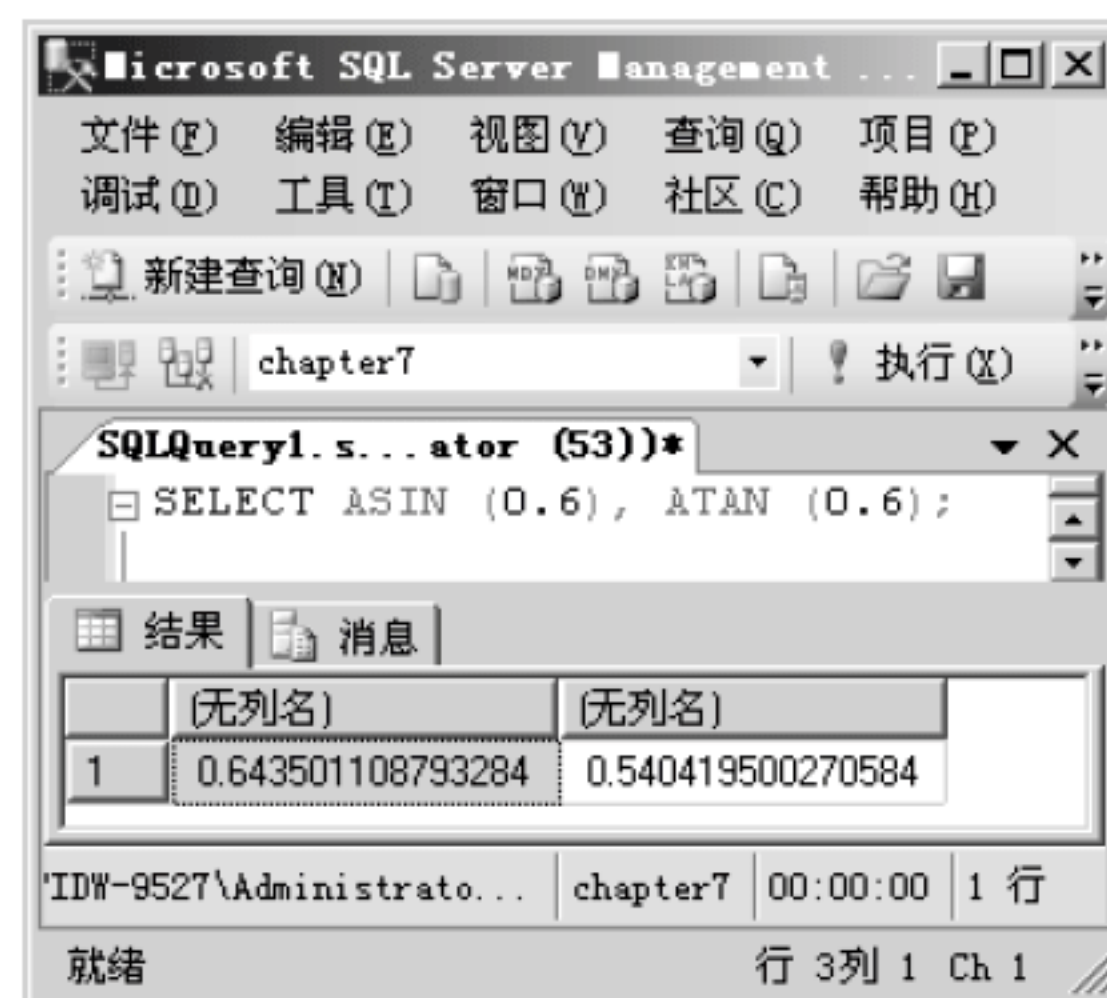 Microsoft SQL Server Management ...
文件(F) 编辑(E) 视图(V) 查询(Q) 项目(P)
调试(D) 工具(T) 窗口(W) 社区(C) 帮助(H)
新建查询(N)
chapter7 执行(X)
SQLQuery1.s...ator (53))*
SELECT ASIN (0.6), ATAN (0.6);
结果 消息
(无列名) (无列名)
1 0.643501108793284 0.540419500270584
'IDW-9527\Administrato... chapter7 00:00:00 1 行
就绪 行 3列 1 Ch 1